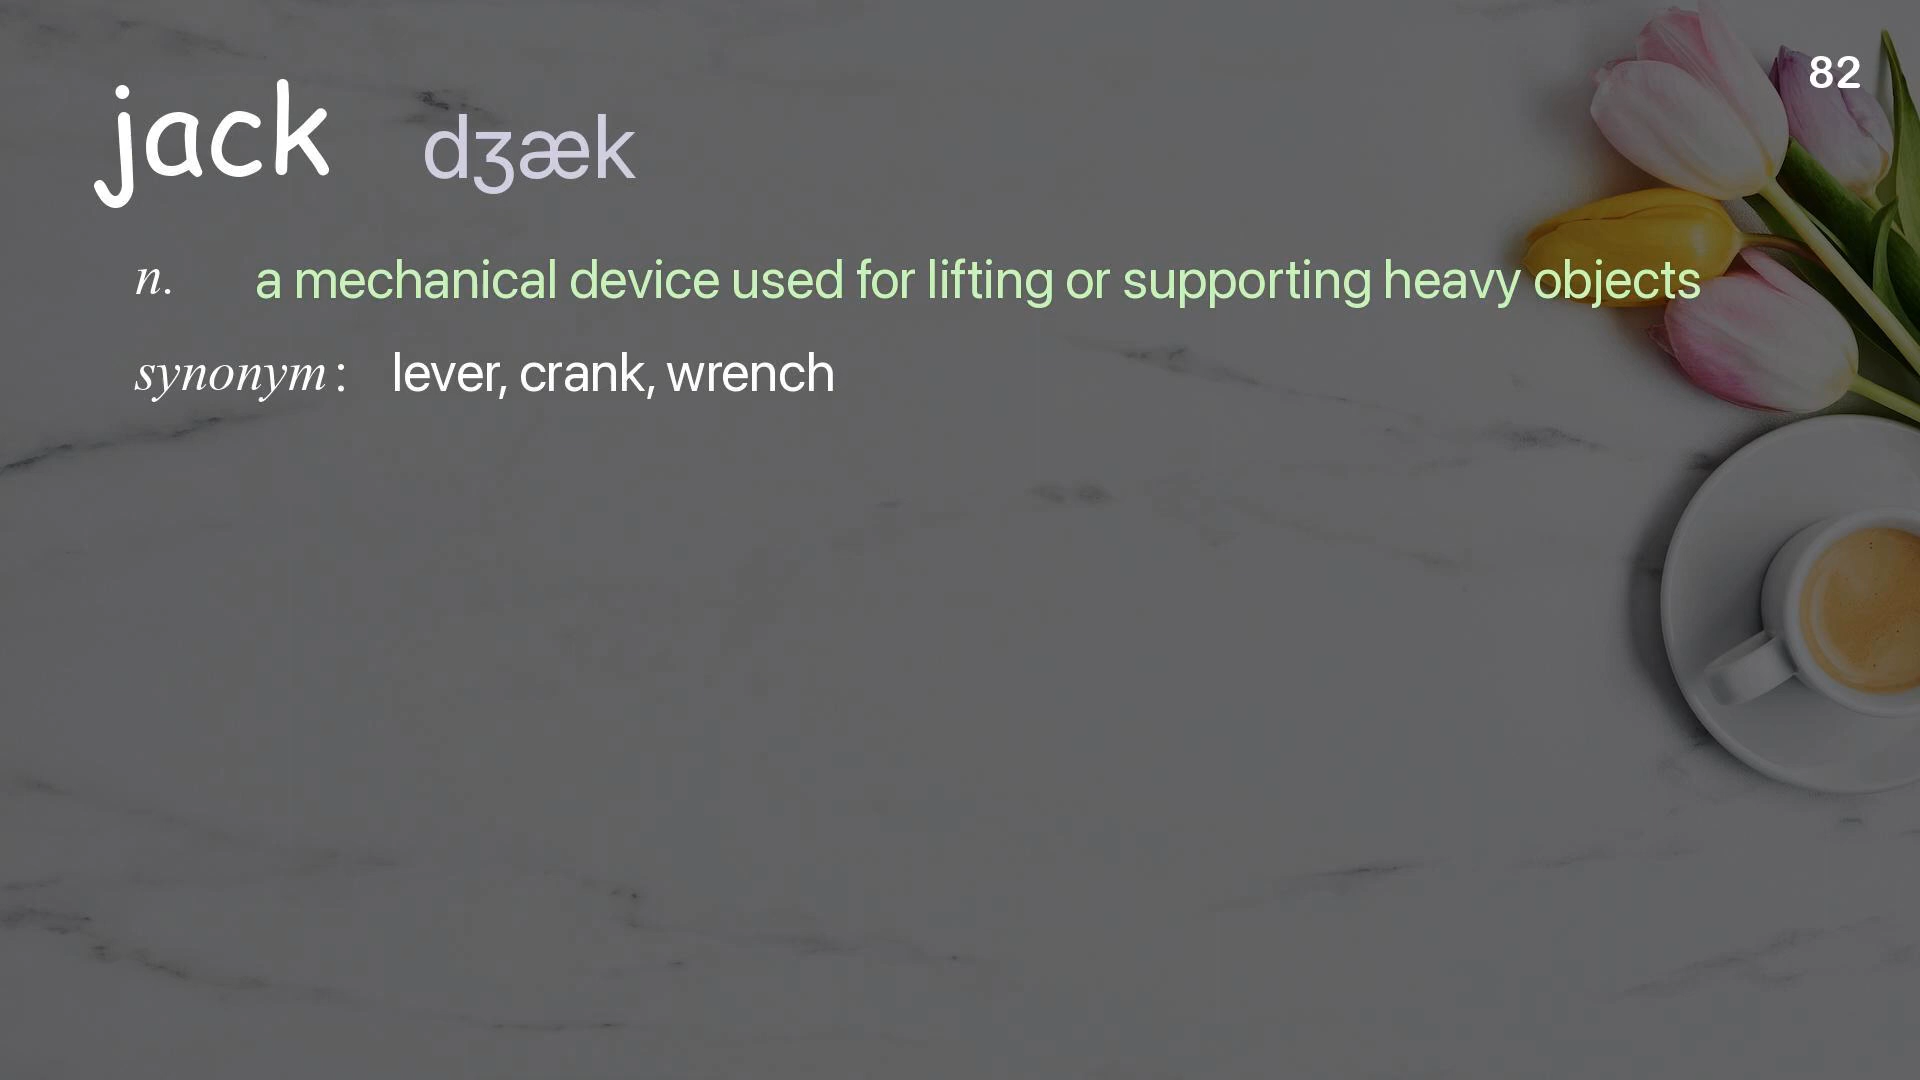 82
jack dʒæk
n. a mechanical device used for lifting or supporting heavy objects
synonym: lever, crank, wrench